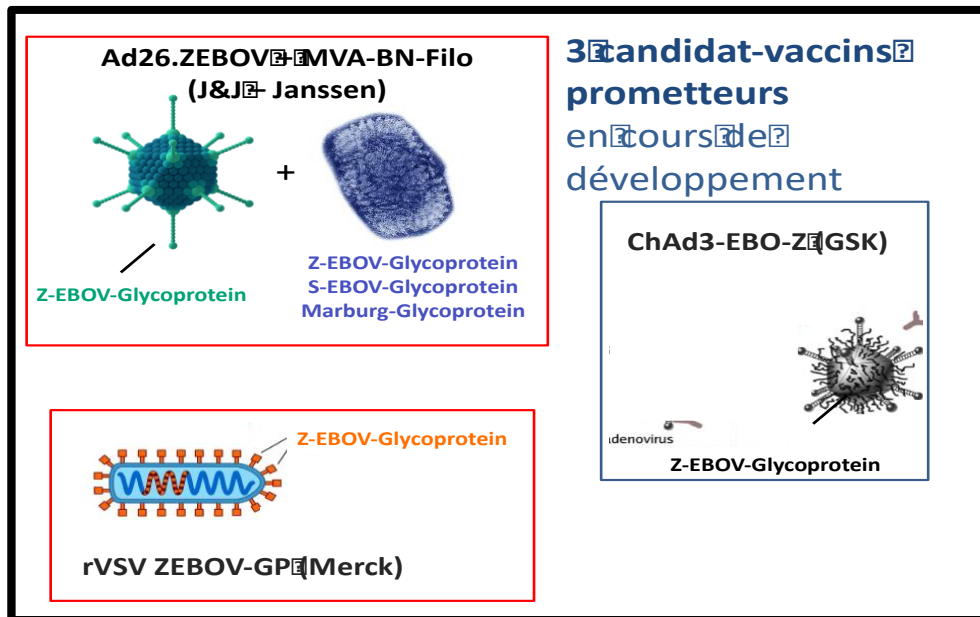 Ad26.ZEBOV + MVA-BN-Filo
(J&J + Janssen)
+
Z-EBOV-Glycoprotein
Z-EBOV-Glycoprotein
S-EBOV-Glycoprotein
Marburg-Glycoprotein
3 candidat-vaccins
prometteurs
en cours de
développement
ChAd3-EBO-Z (GSK)
denovirus
Z-EBOV-Glycoprotein
Z-EBOV-Glycoprotein
rVSV ZEBOV-GP (Merck)